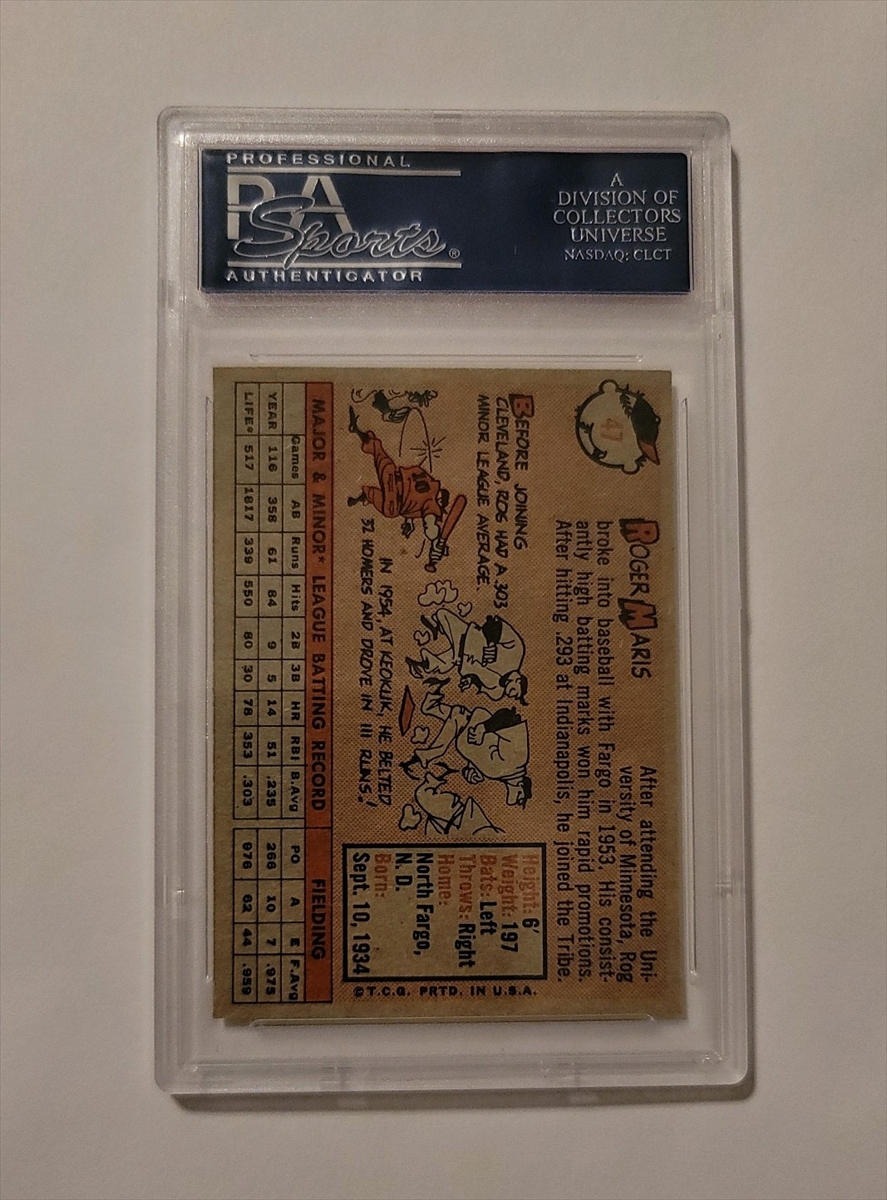 PROFESSIONAL
PSA
Sports®
AUTHENTICATOR
A
DIVISION OF
COLLECTORS
UNIVERSE
NASDAQ: CLCT
47
ROGER MARIS
After attending the Uni-
versity of Minnesota, Rog
broke into baseball with Fargo in 1953. His consist-
antly high batting marks won him rapid promotions.
After hitting .293 at Indianapolis, he joined the Tribe.
BEFORE JOINING
CLEVELAND, ROG HAD A .303
MINOR LEAGUE AVERAGE.
10
IN 1954, AT KEOKUK, HE BELTED
32 HOMERS AND DROVE IN 111 RUNS!
Height: 6'
Weight: 197
Bats: Left
Throws: Right
Home:
North Fargo,
N. D.
Born:
Sept. 10, 1934
©T.C.G. PRTD. IN U.S.A.
MAJOR & MINOR* LEAGUE BATTING RECORD FIELDING
Games AB Runs Hits 2B 3B HR RBI B.Avg PO A E F.Avg
YEAR 116 358 61 84 9 5 14 51 .235 266 10 7 .975
LIFE* 517 1817 339 550 80 30 78 353 .303 976 62 44 .959